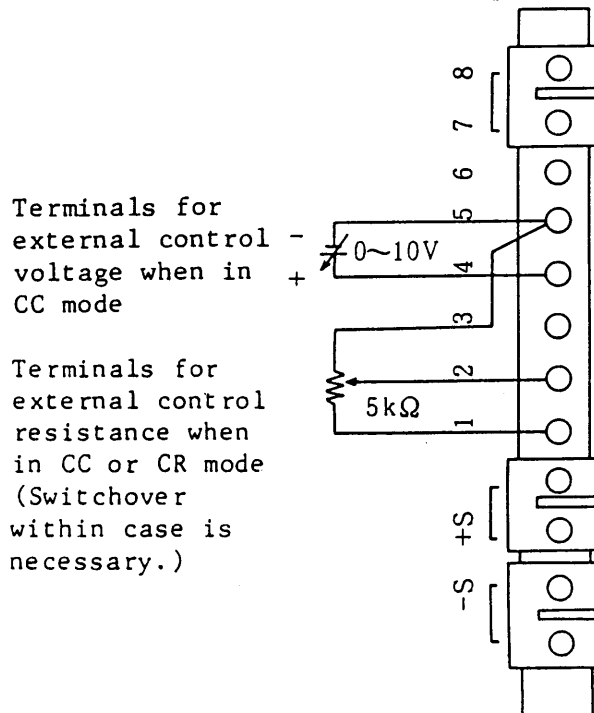 Terminals for
external control
voltage when in
CC mode
-
+
0~10V
Terminals for
external control
resistance when
in CC or CR mode
(Switchover
within case is
necessary.)
5kΩ
8
7
6
5
4
3
2
1
+S
-S